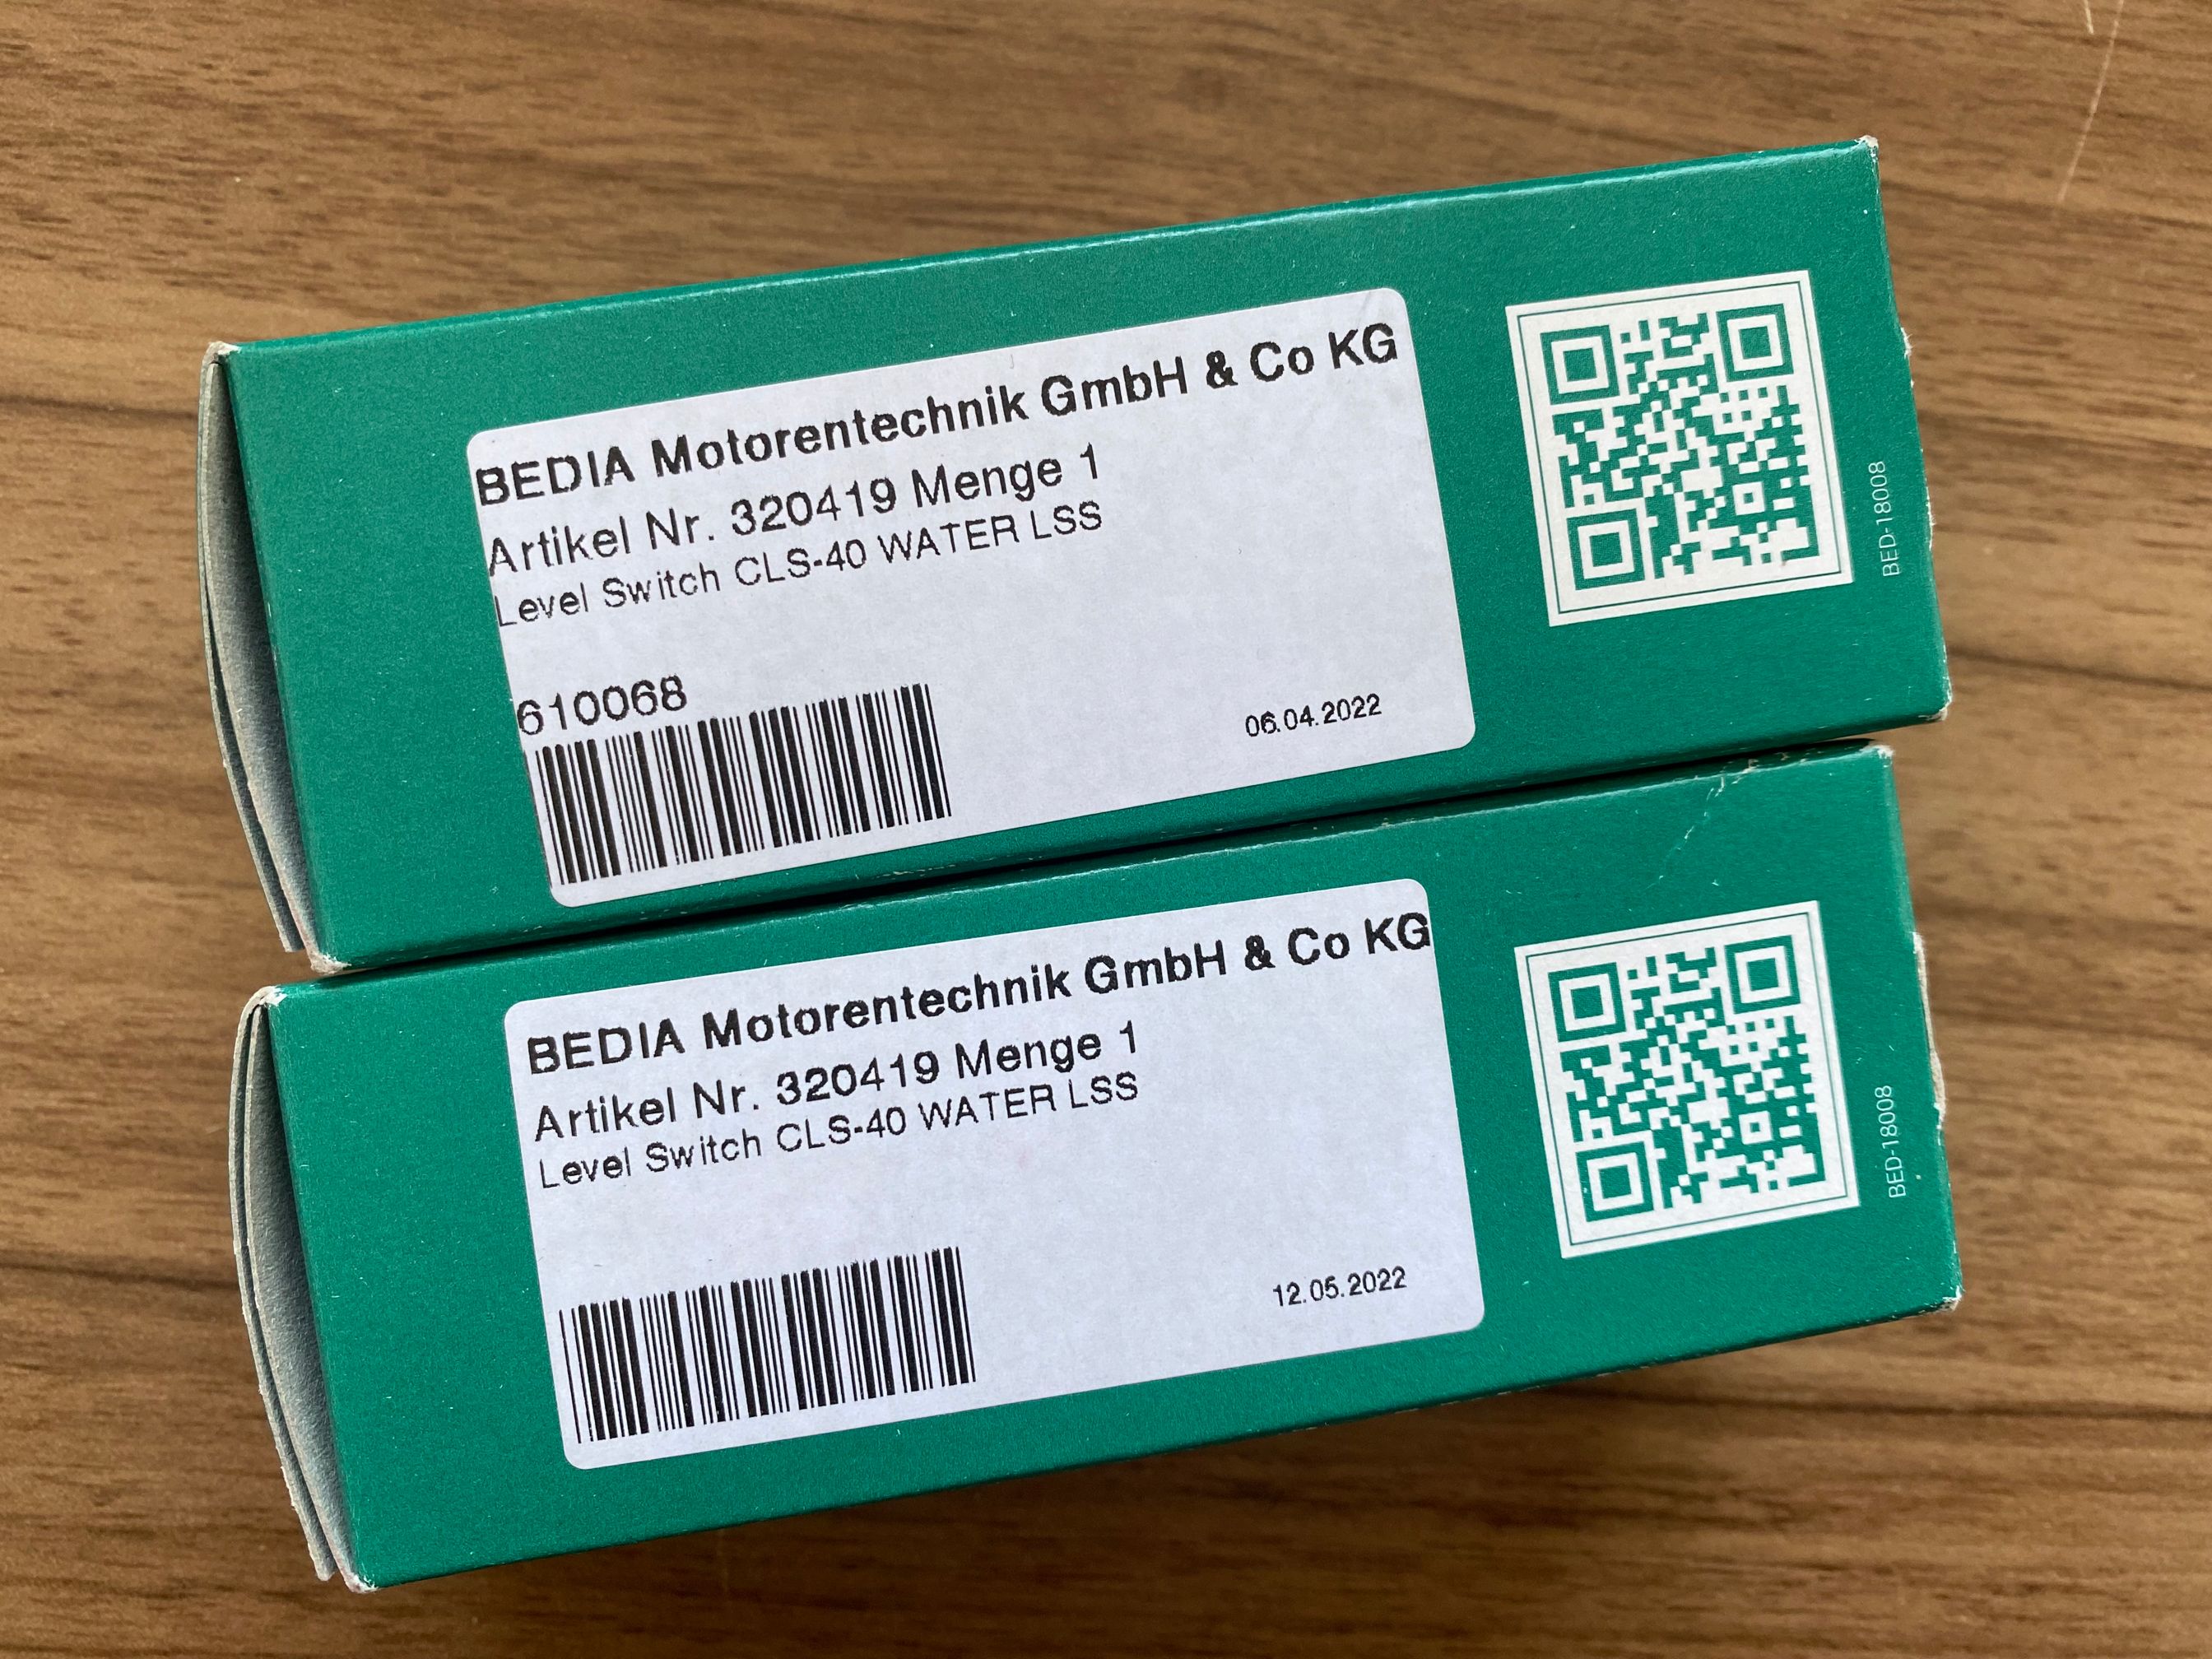 BEDIA Motorentechnik GmbH & Co KG
Artikel Nr. 320419 Menge 1
Level Switch CLS-40 WATER LSS
610068
06.04.2022
BED-18008
BEDIA Motorentechnik GmbH & Co KG
Artikel Nr. 320419 Menge 1
Level Switch CLS-40 WATER LSS
12.05.2022
BED-18008